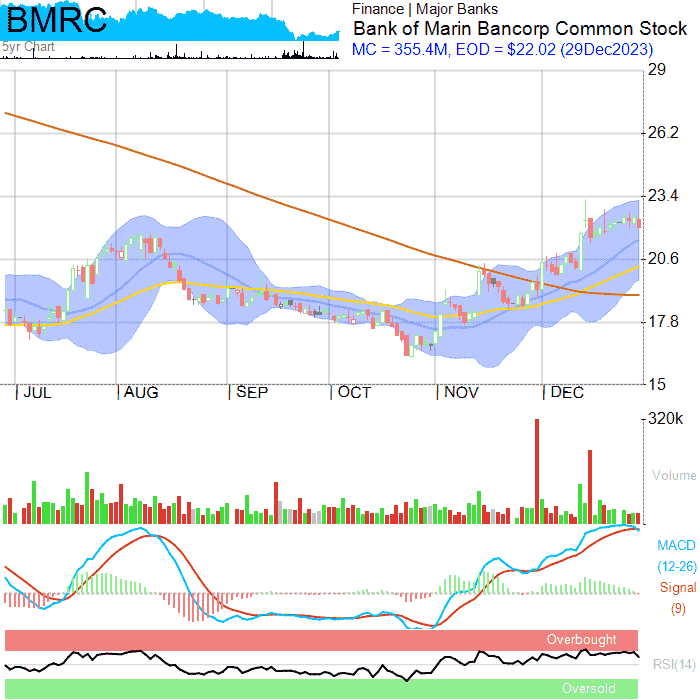 BMRC
5yr Chart
Finance | Major Banks
Bank of Marin Bancorp Common Stock
MC = 355.4M, EOD = $22.02 (29Dec2023)
29
26.2
23.4
20.6
17.8
15
JUL AUG SEP OCT NOV DEC
320k
Volume
MACD
(12-26)
Signal
(9)
Overbought
RSI(14)
Oversold